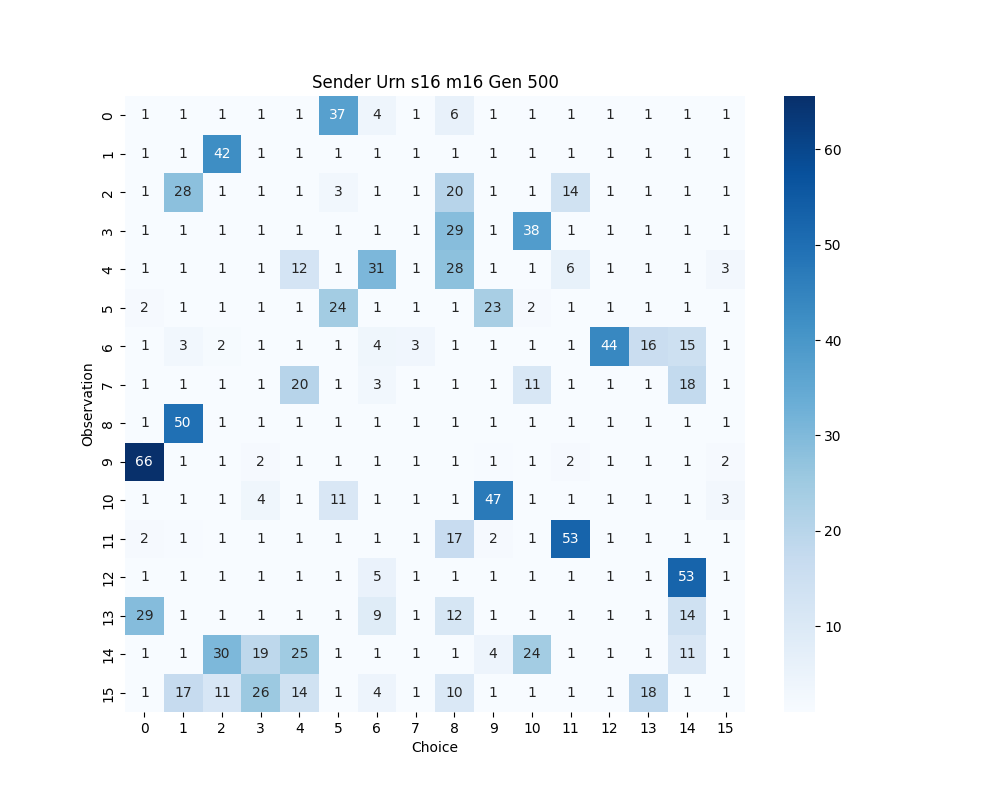 Sender Urn s16 m16 Gen 500
0 1 1 1 1 1 37 4 1 6 1 1 1 1 1 1 1
1 1 1 42 1 1 1 1 1 1 1 1 1 1 1 1 1
2 1 28 1 1 1 3 1 1 20 1 1 14 1 1 1 1
3 1 1 1 1 1 1 1 1 29 1 38 1 1 1 1 1
4 1 1 1 1 12 1 31 1 28 1 1 6 1 1 1 3
5 2 1 1 1 1 24 1 1 1 23 2 1 1 1 1 1
6 1 3 2 1 1 1 4 3 1 1 1 1 44 16 15 1
7 1 1 1 1 20 1 3 1 1 1 11 1 1 1 18 1
8 1 50 1 1 1 1 1 1 1 1 1 1 1 1 1 1
9 66 1 1 2 1 1 1 1 1 1 1 2 1 1 1 2
10 1 1 1 4 1 11 1 1 1 47 1 1 1 1 1 3
11 2 1 1 1 1 1 1 1 17 2 1 53 1 1 1 1
12 1 1 1 1 1 1 5 1 1 1 1 1 1 1 53 1
13 29 1 1 1 1 1 9 1 12 1 1 1 1 1 14 1
14 1 1 30 19 25 1 1 1 1 4 24 1 1 1 11 1
15 1 17 11 26 14 1 4 1 10 1 1 1 1 18 1 1
0 1 2 3 4 5 6 7 8 9 10 11 12 13 14 15
Choice
Observation
60
50
40
30
20
10